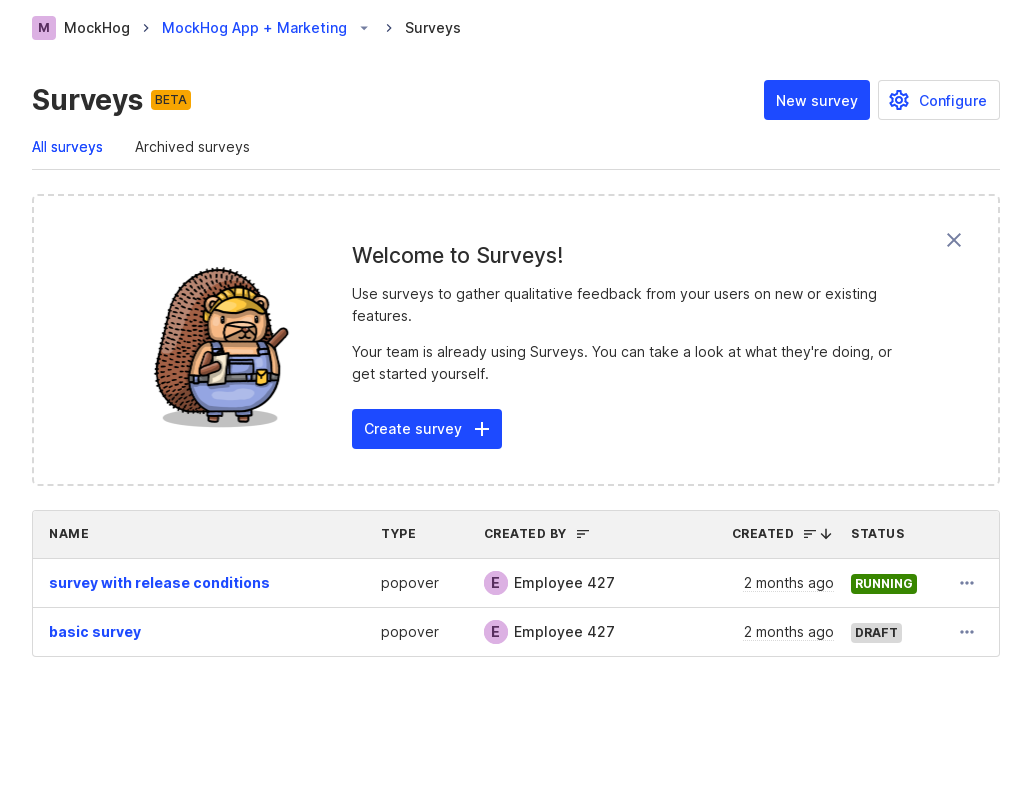 M MockHog MockHog App + Marketing Surveys
Surveys BETA New survey Configure
All surveys Archived surveys
Welcome to Surveys!
Use surveys to gather qualitative feedback from your users on new or existing
features.
Your team is already using Surveys. You can take a look at what they're doing, or
get started yourself.
Create survey
NAME TYPE CREATED BY CREATED STATUS
survey with release conditions popover E Employee 427 2 months ago RUNNING
basic survey popover E Employee 427 2 months ago DRAFT